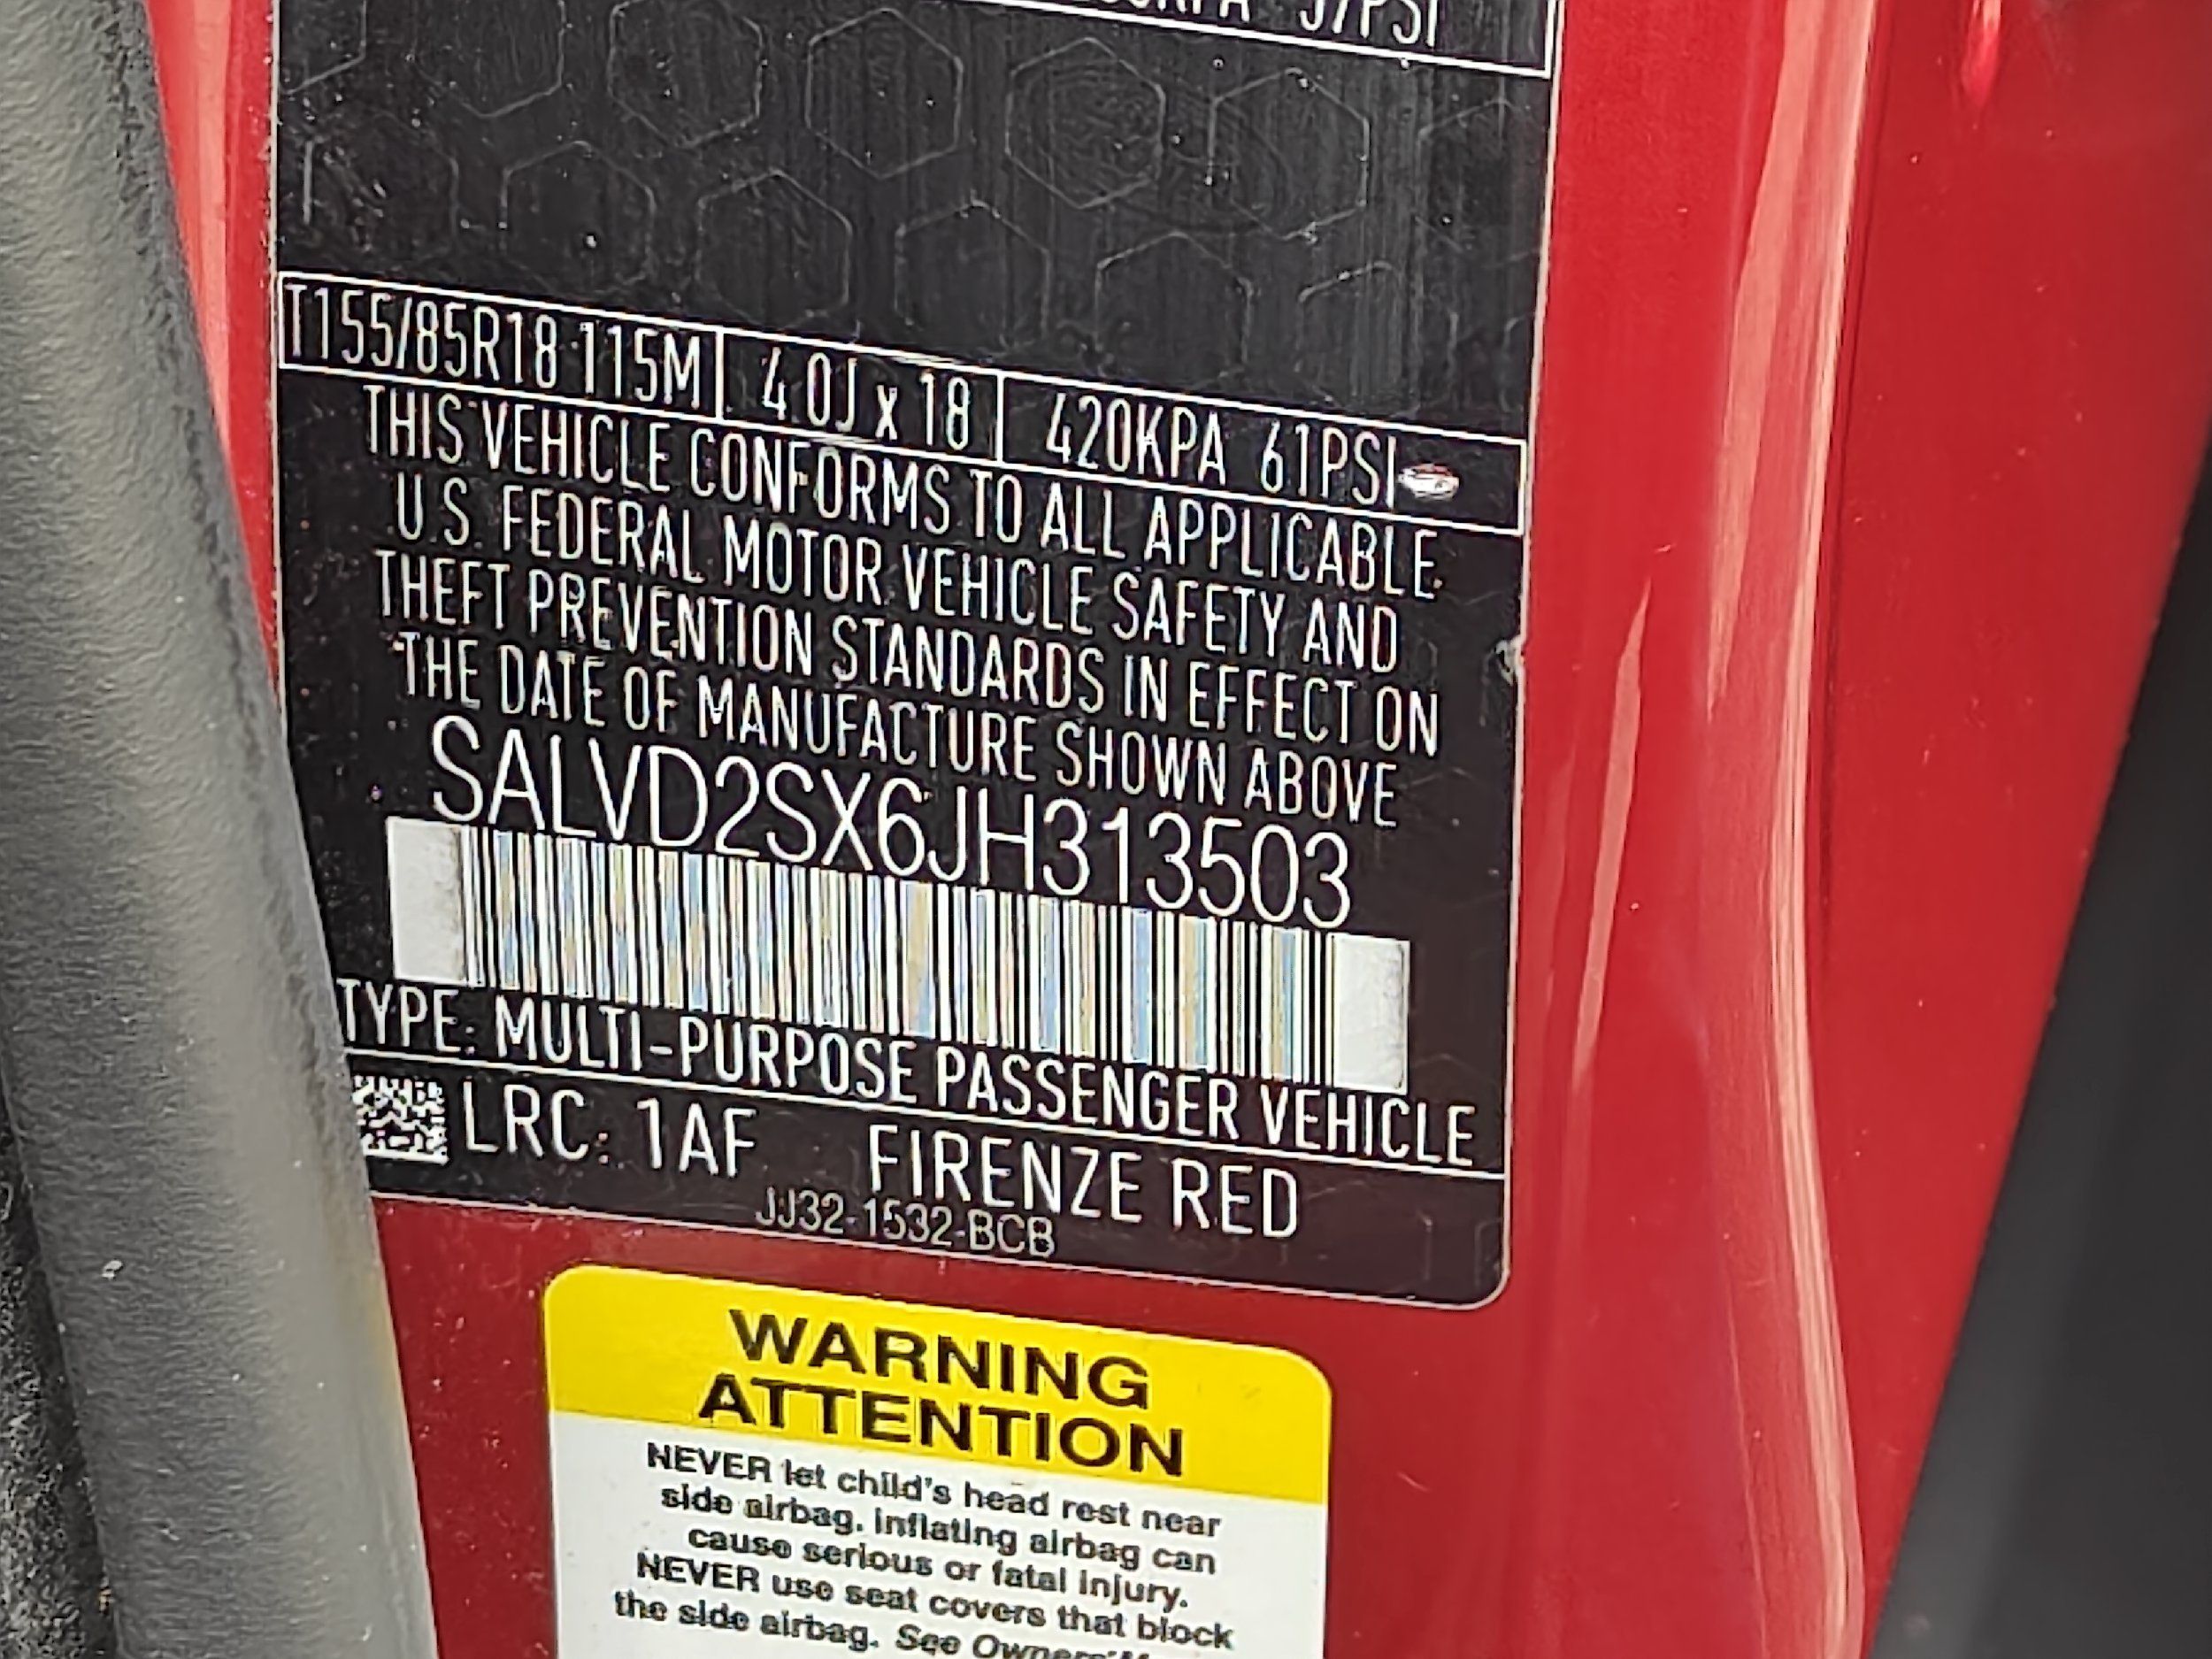 37PSI
T155/85R18 115M 4.0J x 18 420KPA 61PSI
THIS VEHICLE CONFORMS TO ALL APPLICABLE
U.S. FEDERAL MOTOR VEHICLE SAFETY AND
THEFT PREVENTION STANDARDS IN EFFECT ON
THE DATE OF MANUFACTURE SHOWN ABOVE
SALVD2SX6JH313503
TYPE: MULTI-PURPOSE PASSENGER VEHICLE
LRC: 1AF FIRENZE RED
JJ32-1532-BCB
WARNING
ATTENTION
NEVER let child's head rest near
side airbag. Inflating airbag can
cause serious or fatal injury.
NEVER use seat covers that block
the side airbag. See Owners'